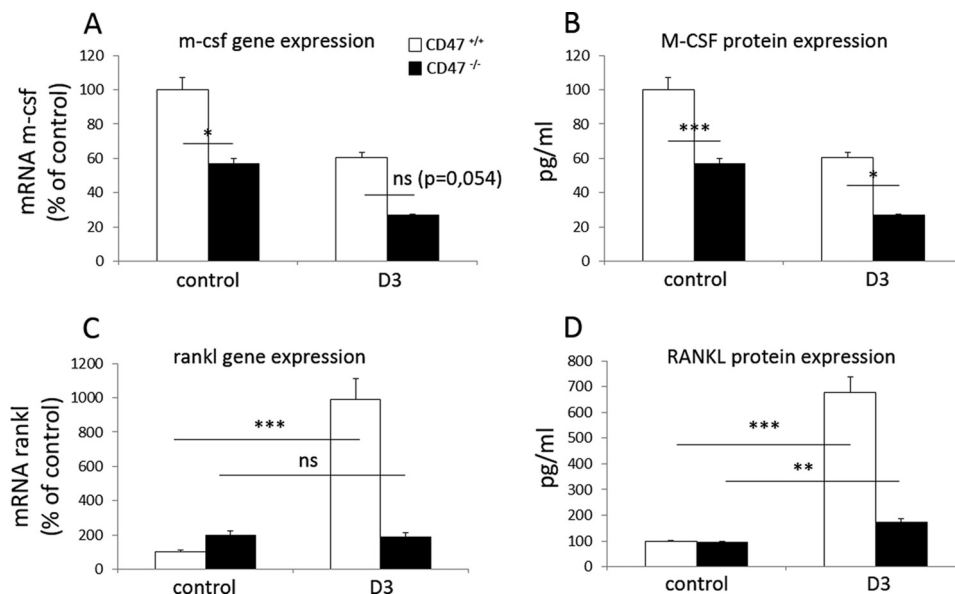 A
m-csf gene expression
CD47 +/+
CD47 -/-
mRNA m-csf
(% of control)
120
100
80
60
40
20
0
*
ns (p=0,054)
control
D3
B
M-CSF protein expression
pg/ml
120
100
80
60
40
20
0
***
*
control
D3
C
rankl gene expression
mRNA rankl
(% of control)
1200
1000
800
600
400
200
0
***
ns
control
D3
D
RANKL protein expression
pg/ml
800
700
600
500
400
300
200
100
0
***
**
control
D3